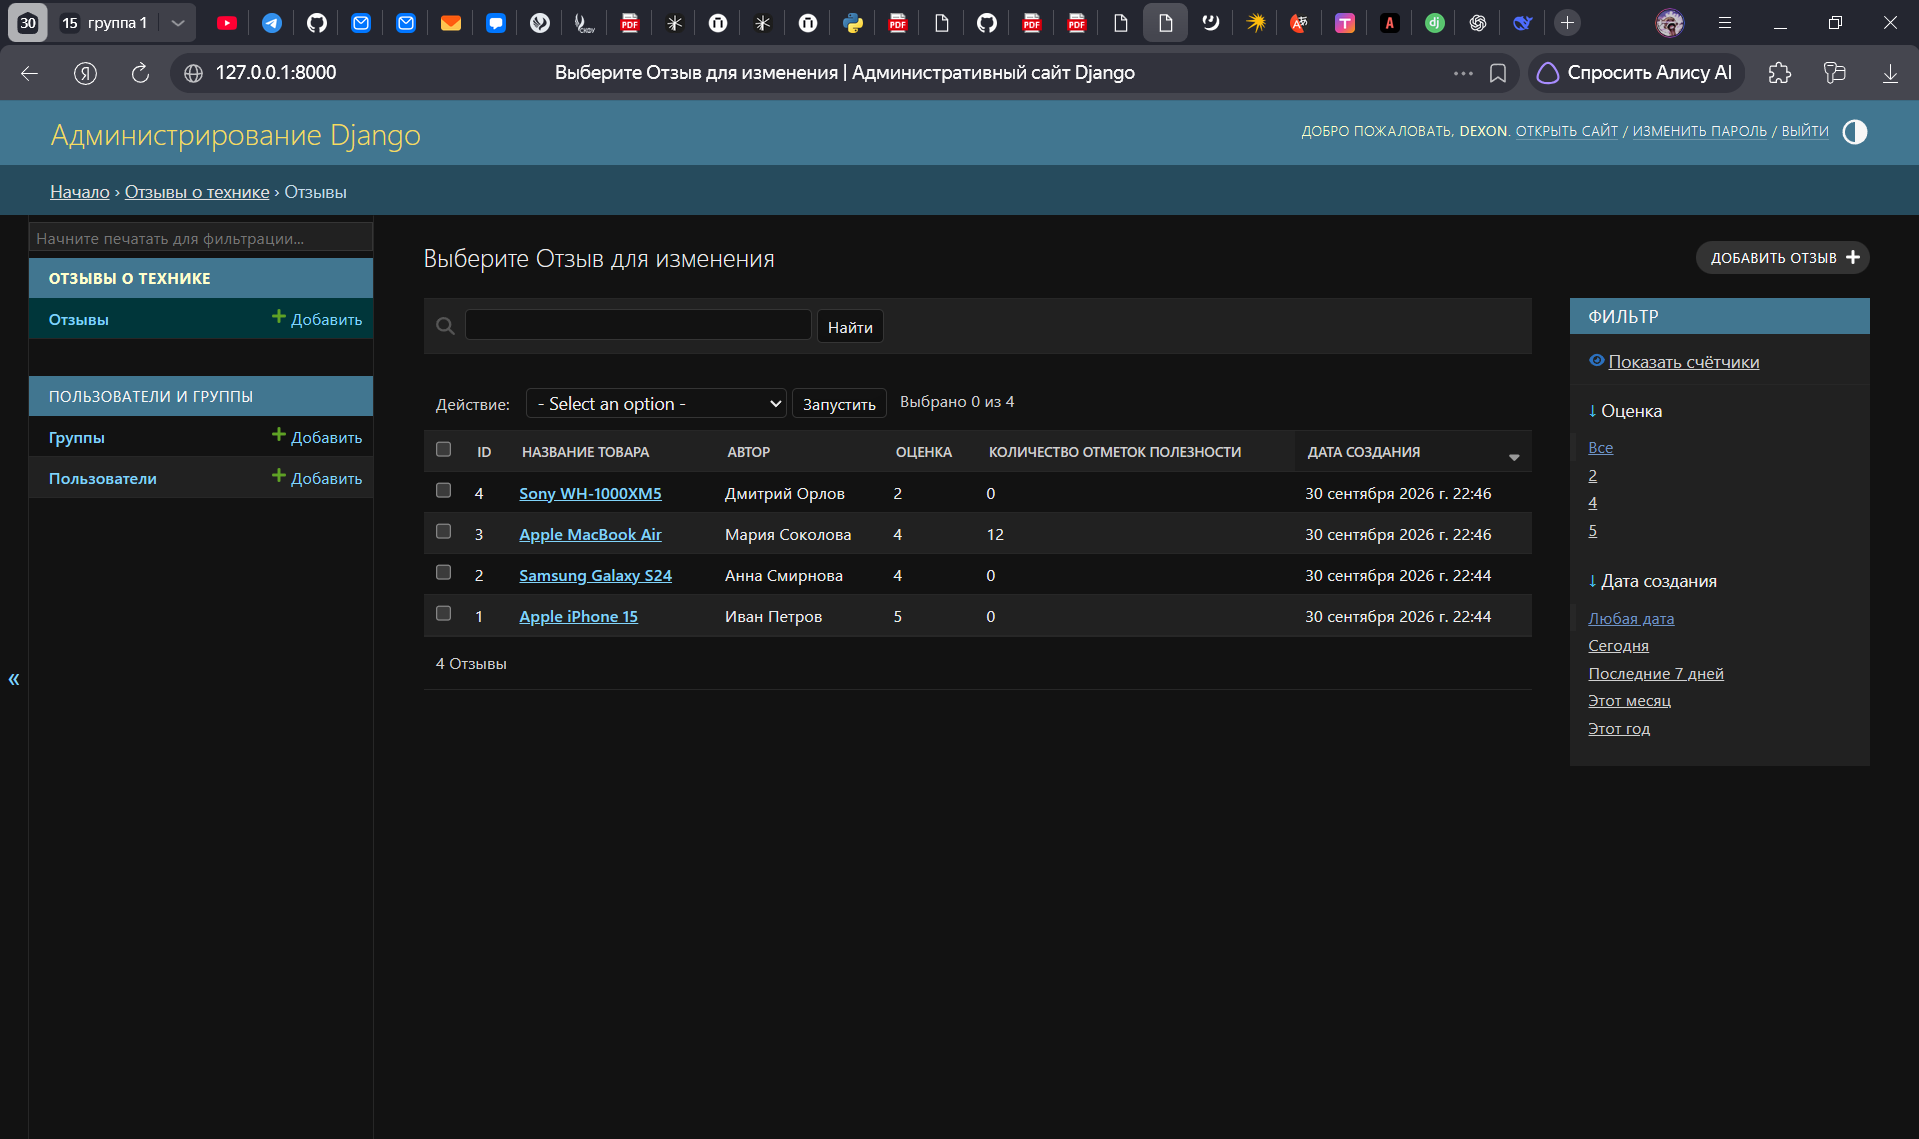 30
15 группа 1
127.0.0.1:8000
Выберите Отзыв для изменения | Административный сайт Django
Спросить Алису AI
Администрирование Django
ДОБРО ПОЖАЛОВАТЬ, DEXON. ОТКРЫТЬ САЙТ / ИЗМЕНИТЬ ПАРОЛЬ / ВЫЙТИ
Начало › Отзывы о технике › Отзывы
Начните печатать для фильтрации...
ОТЗЫВЫ О ТЕХНИКЕ
Отзывы + Добавить
ПОЛЬЗОВАТЕЛИ И ГРУППЫ
Группы + Добавить
Пользователи + Добавить
«
Выберите Отзыв для изменения
ДОБАВИТЬ ОТЗЫВ +
Найти
Действие: - Select an option - Запустить Выбрано 0 из 4
ID НАЗВАНИЕ ТОВАРА АВТОР ОЦЕНКА КОЛИЧЕСТВО ОТМЕТОК ПОЛЕЗНОСТИ ДАТА СОЗДАНИЯ
4 Sony WH-1000XM5 Дмитрий Орлов 2 0 30 сентября 2026 г. 22:46
3 Apple MacBook Air Мария Соколова 4 12 30 сентября 2026 г. 22:46
2 Samsung Galaxy S24 Анна Смирнова 4 0 30 сентября 2026 г. 22:44
1 Apple iPhone 15 Иван Петров 5 0 30 сентября 2026 г. 22:44
4 Отзывы
ФИЛЬТР
Показать счётчики
↓ Оценка
Все
2
4
5
↓ Дата создания
Любая дата
Сегодня
Последние 7 дней
Этот месяц
Этот год